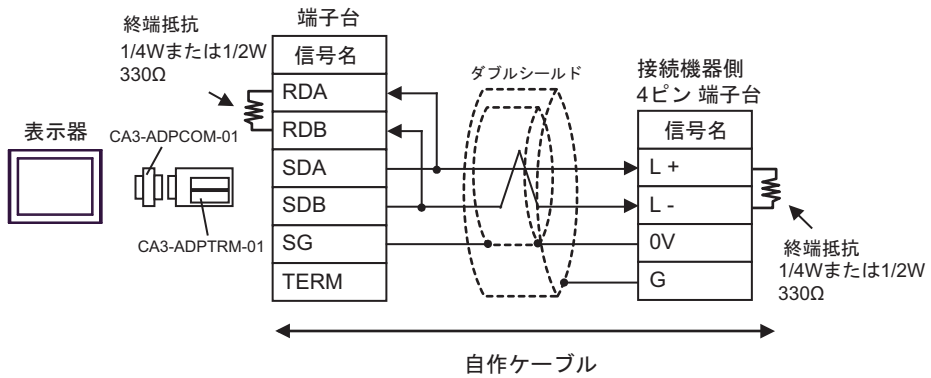 終端抵抗
1/4Wまたは1/2W
330Ω
端子台
信号名
RDA
RDB
SDA
SDB
SG
TERM
表示器
CA3-ADPCOM-01
CA3-ADPTRM-01
ダブルシールド
接続機器側
4ピン 端子台
信号名
L +
L -
0V
G
終端抵抗
1/4Wまたは1/2W
330Ω
自作ケーブル